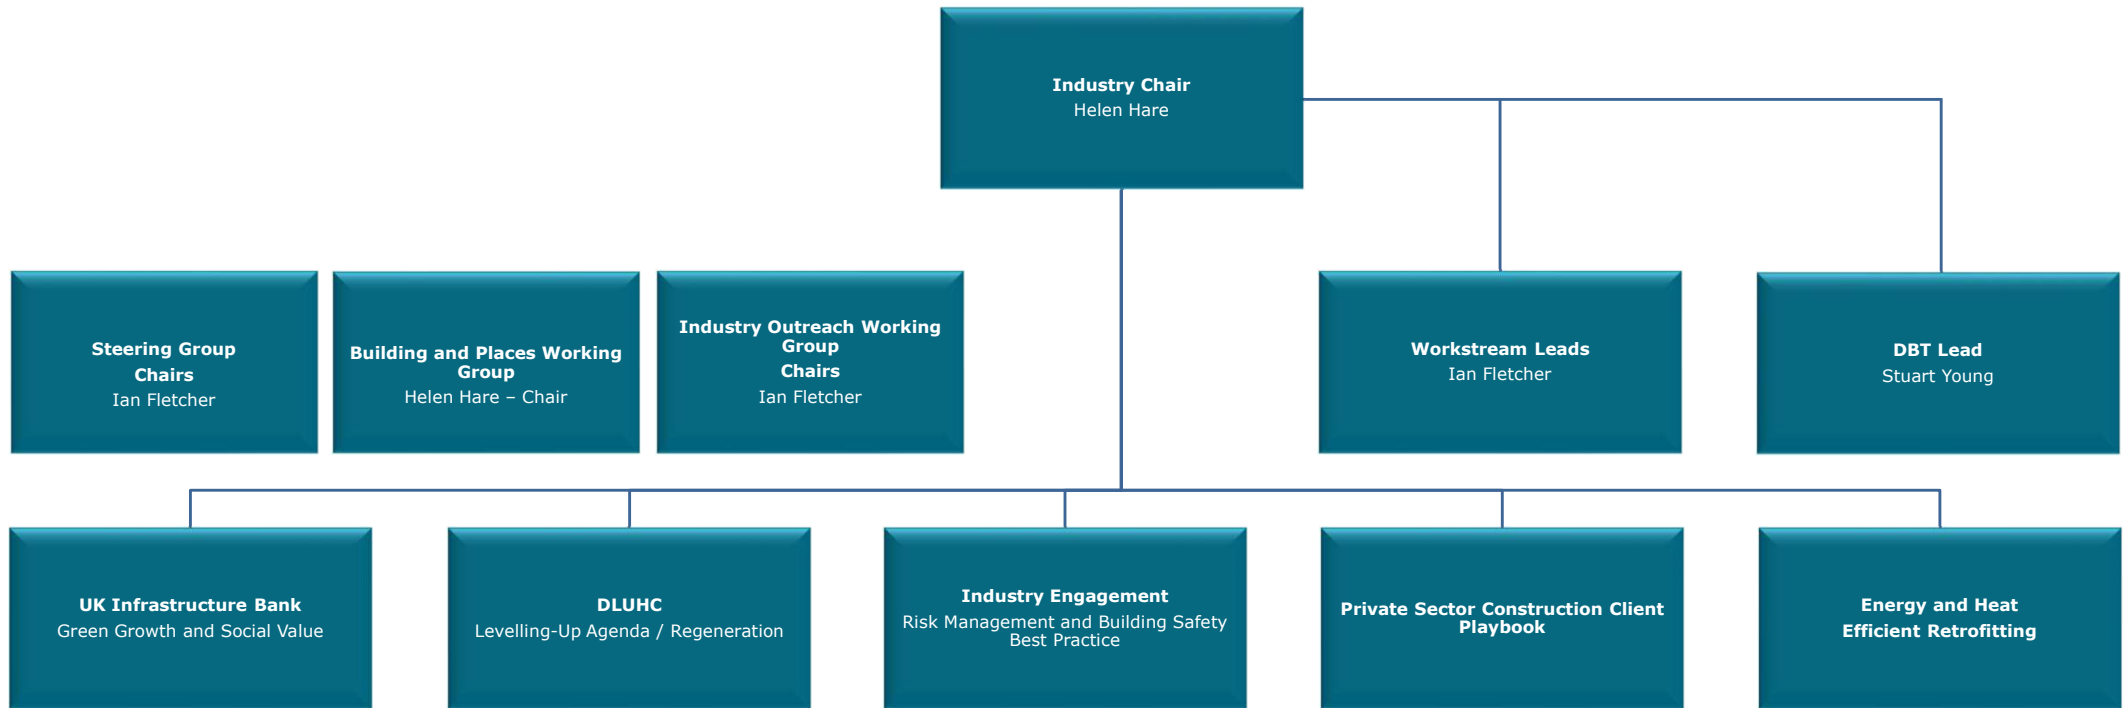 Industry Chair
Helen Hare
Steering Group
Chairs
Ian Fletcher
Building and Places Working
Group
Helen Hare – Chair
Industry Outreach Working
Group
Chairs
Ian Fletcher
Workstream Leads
Ian Fletcher
DBT Lead
Stuart Young
UK Infrastructure Bank
Green Growth and Social Value
DLUHC
Levelling-Up Agenda / Regeneration
Industry Engagement
Risk Management and Building Safety
Best Practice
Private Sector Construction Client
Playbook
Energy and Heat
Efficient Retrofitting